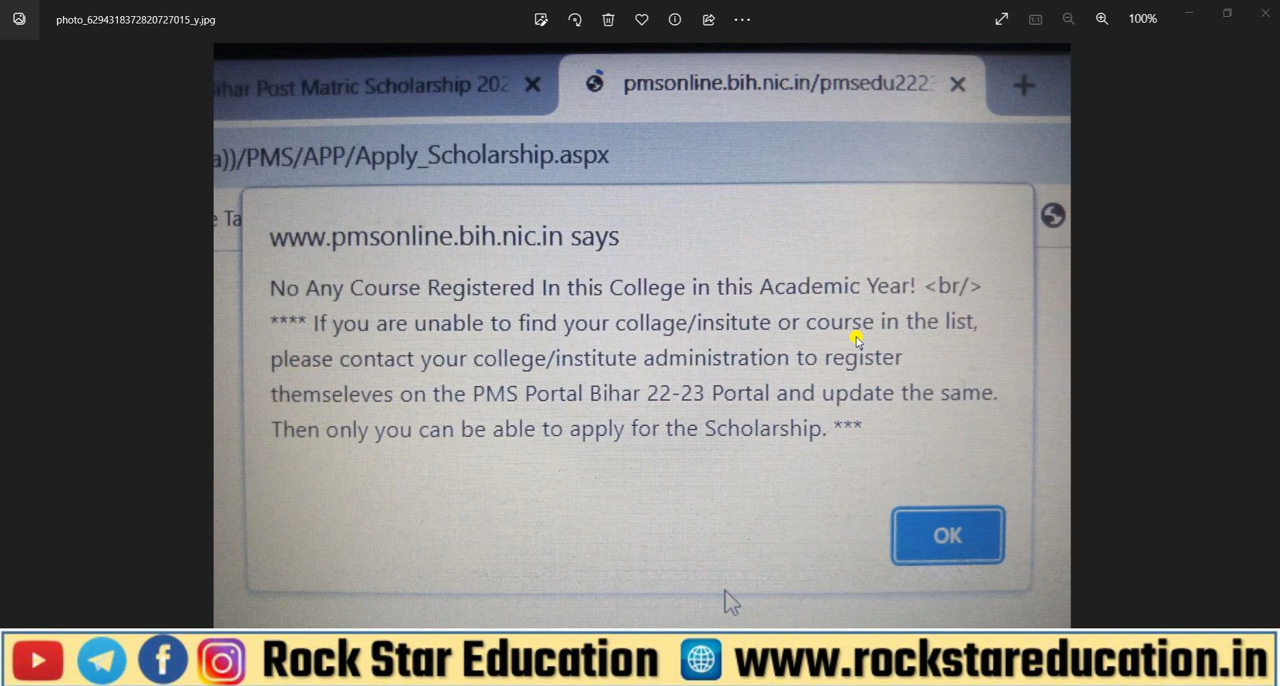 photo_6294318372820727015_y.jpg
100%
ihar Post Matric Scholarship 202
pmsonline.bih.nic.in/pmsedu222
a))/PMS/APP/Apply_Scholarship.aspx
e Ta
www.pmsonline.bih.nic.in says
No Any Course Registered In this College in this Academic Year! <br/>
**** If you are unable to find your collage/insitute or course in the list,
please contact your college/institute administration to register
themseleves on the PMS Portal Bihar 22-23 Portal and update the same.
Then only you can be able to apply for the Scholarship. ***
OK
Rock Star Education www.rockstareducation.in